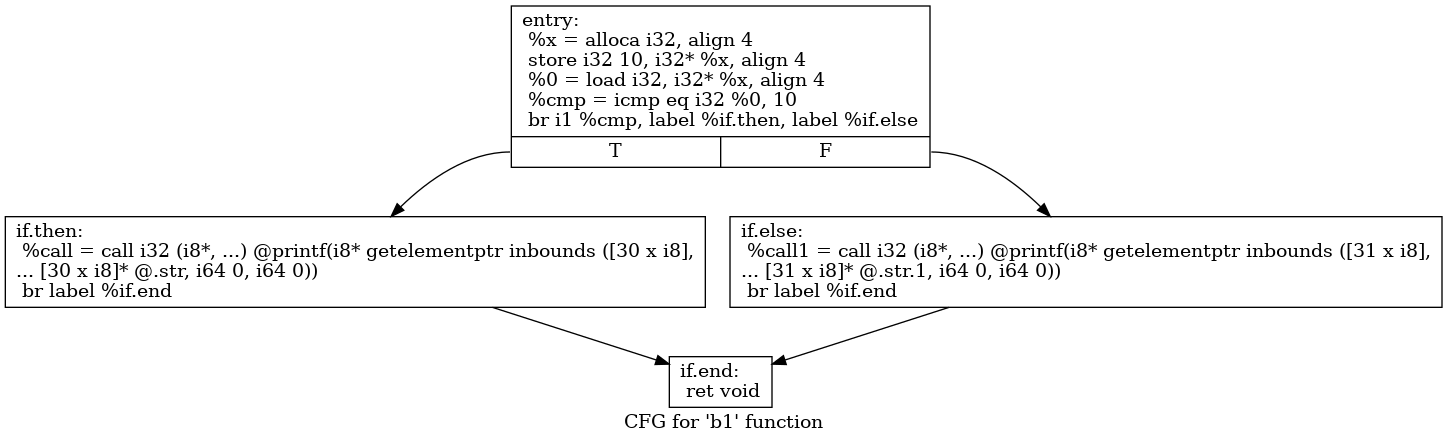 entry:
%x = alloca i32, align 4
store i32 10, i32* %x, align 4
%0 = load i32, i32* %x, align 4
%cmp = icmp eq i32 %0, 10
br i1 %cmp, label %if.then, label %if.else
T
F
if.then:
%call = call i32 (i8*, ...) @printf(i8* getelementptr inbounds ([30 x i8],
... [30 x i8]* @.str, i64 0, i64 0))
br label %if.end
if.else:
%call1 = call i32 (i8*, ...) @printf(i8* getelementptr inbounds ([31 x i8],
... [31 x i8]* @.str.1, i64 0, i64 0))
br label %if.end
if.end:
ret void
CFG for 'b1' function